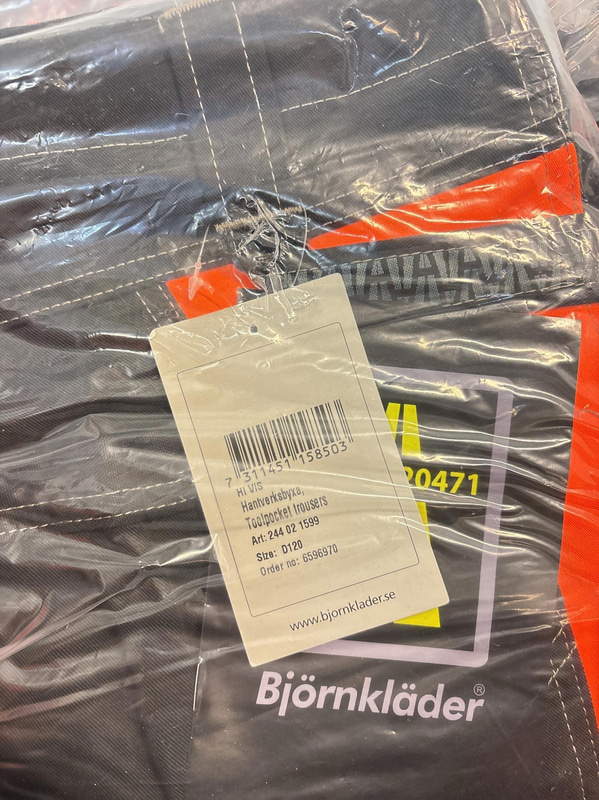 7 311451 158503
HI VIS
Hantverksbyxa,
Toolpocket trousers
Art: 244 02 1599
Size: D120
Order no: 6596970
www.bjornklader.se
20471
Björnkläder®